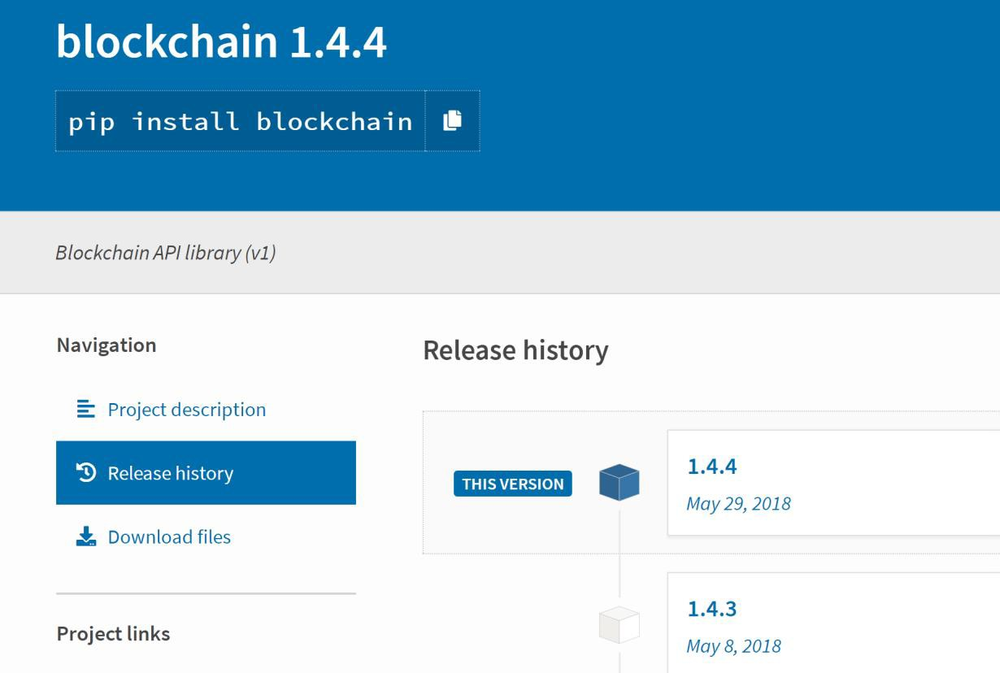 blockchain 1.4.4
pip install blockchain
Blockchain API library (v1)
Navigation
Project description
Release history
Download files
Project links
Release history
THIS VERSION
1.4.4
May 29, 2018
1.4.3
May 8, 2018